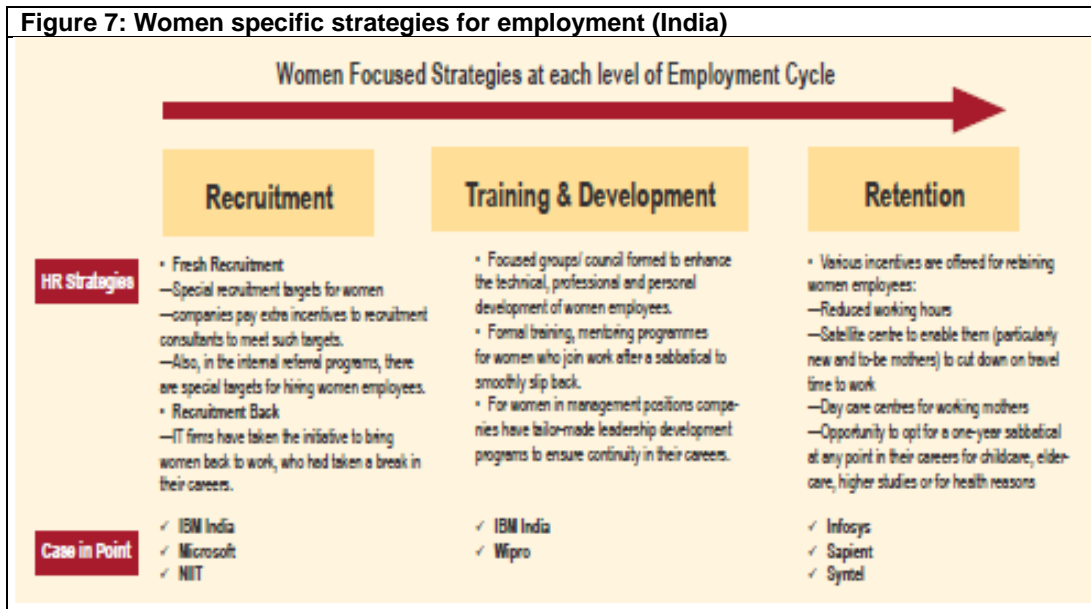 Figure 7: Women specific strategies for employment (India)
Women Focused Strategies at each level of Employment Cycle
Recruitment
Training & Development
Retention
HR Strategies
• Fresh Recruitment
—Special recruitment targets for women
—companies pay extra incentives to recruitment
consultants to meet such targets.
—Also, in the internal referral programs, there
are special targets for hiring women employees.
• Recruitment Back
—IT firms have taken the initiative to bring
women back to work, who had taken a break in
their careers.
• Focused groups/ council formed to enhance
the technical, professional and personal
development of women employees.
• Formal training, mentoring programmes
for women who join work after a sabbatical to
smoothly slip back.
• For women in management positions compa-
nies have tailor-made leadership development
programs to ensure continuity in their careers.
• Various incentives are offered for retaining
women employees:
—Reduced working hours
—Satellite centre to enable them (particularly
new and to-be mothers) to cut down on travel
time to work
—Day care centres for working mothers
—Opportunity to opt for a one-year sabbatical
at any point in their careers for childcare, elder-
care, higher studies or for health reasons
Case in Point
✓ IBM India
✓ Microsoft
✓ NIIT
✓ IBM India
✓ Wipro
✓ Infosys
✓ Sapient
✓ Syntel